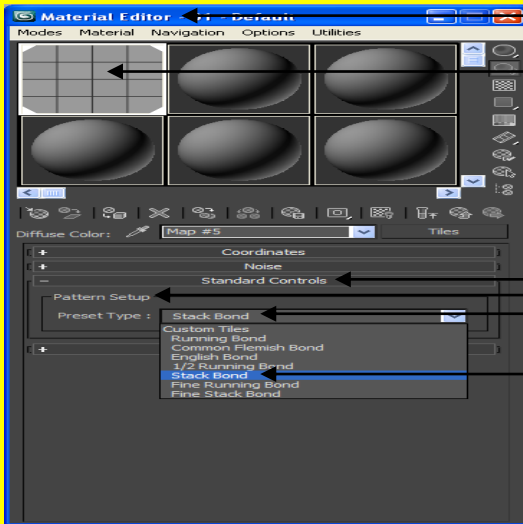 Material Editor - 01 - Default
Modes Material Navigation Options Utilities
Diffuse Color: Map #5 Tiles
Coordinates
Noise
Standard Controls
Pattern Setup
Preset Type : Stack Bond
Custom Tiles
Running Bond
Common Flemish Bond
English Bond
1/2 Running Bond
Stack Bond
Fine Running Bond
Fine Stack Bond